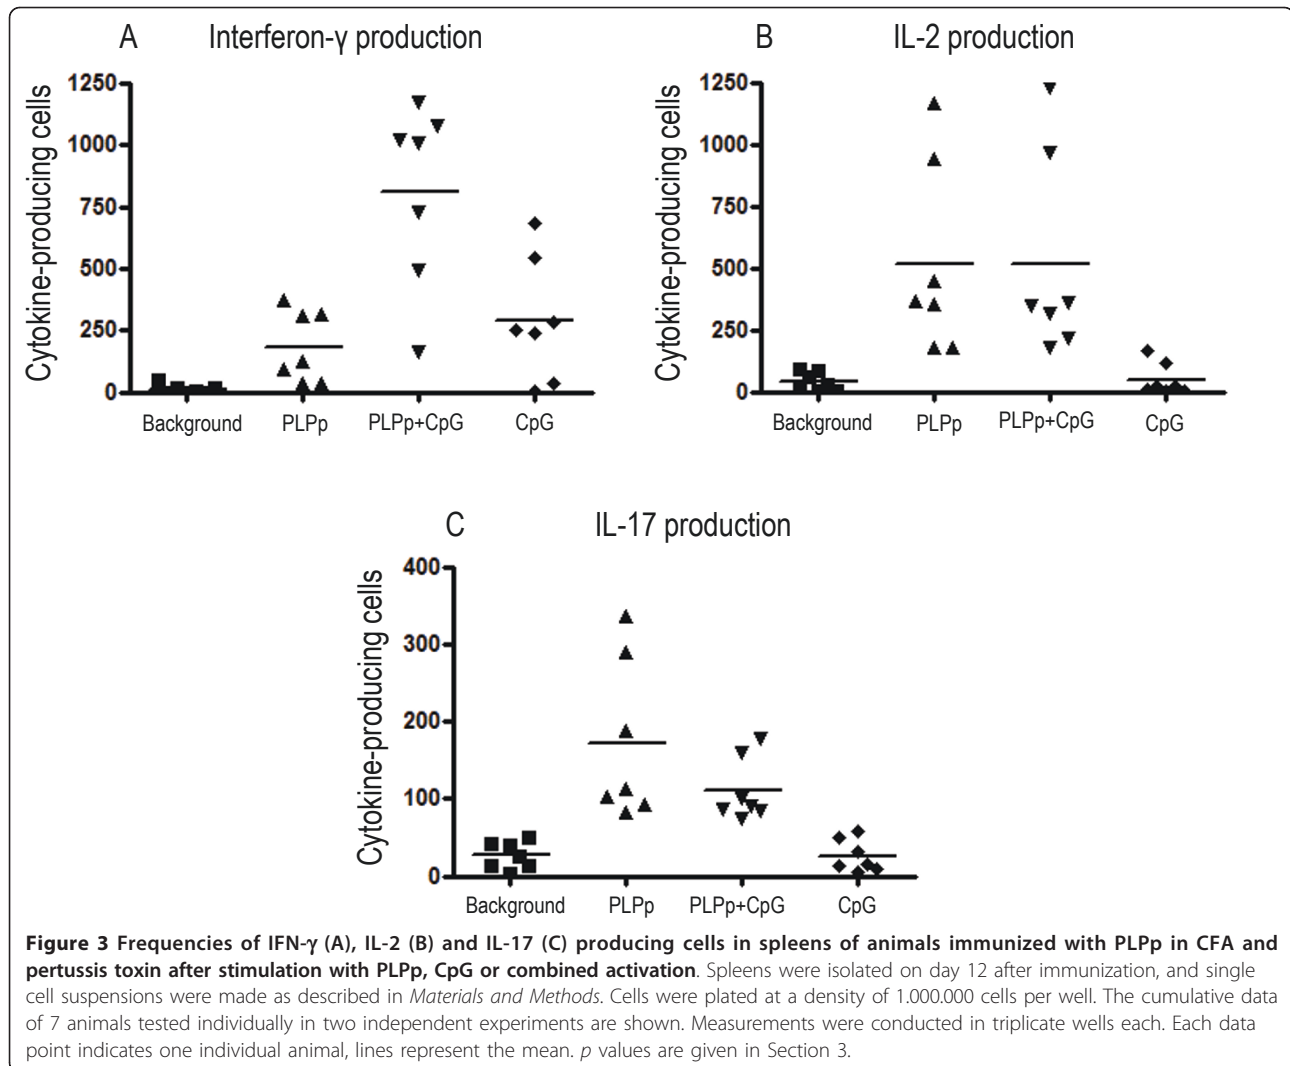 A Interferon-γ production
Cytokine-producing cells
1250
1000
750
500
250
0
Background PLPp PLPp+CpG CpG
B IL-2 production
Cytokine-producing cells
1250
1000
750
500
250
0
Background PLPp PLPp+CpG CpG
C IL-17 production
Cytokine-producing cells
400
300
200
100
0
Background PLPp PLPp+CpG CpG
Figure 3 Frequencies of IFN-γ (A), IL-2 (B) and IL-17 (C) producing cells in spleens of animals immunized with PLPp in CFA and
pertussis toxin after stimulation with PLPp, CpG or combined activation. Spleens were isolated on day 12 after immunization, and single
cell suspensions were made as described in Materials and Methods. Cells were plated at a density of 1.000.000 cells per well. The cumulative data
of 7 animals tested individually in two independent experiments are shown. Measurements were conducted in triplicate wells each. Each data
point indicates one individual animal, lines represent the mean. p values are given in Section 3.